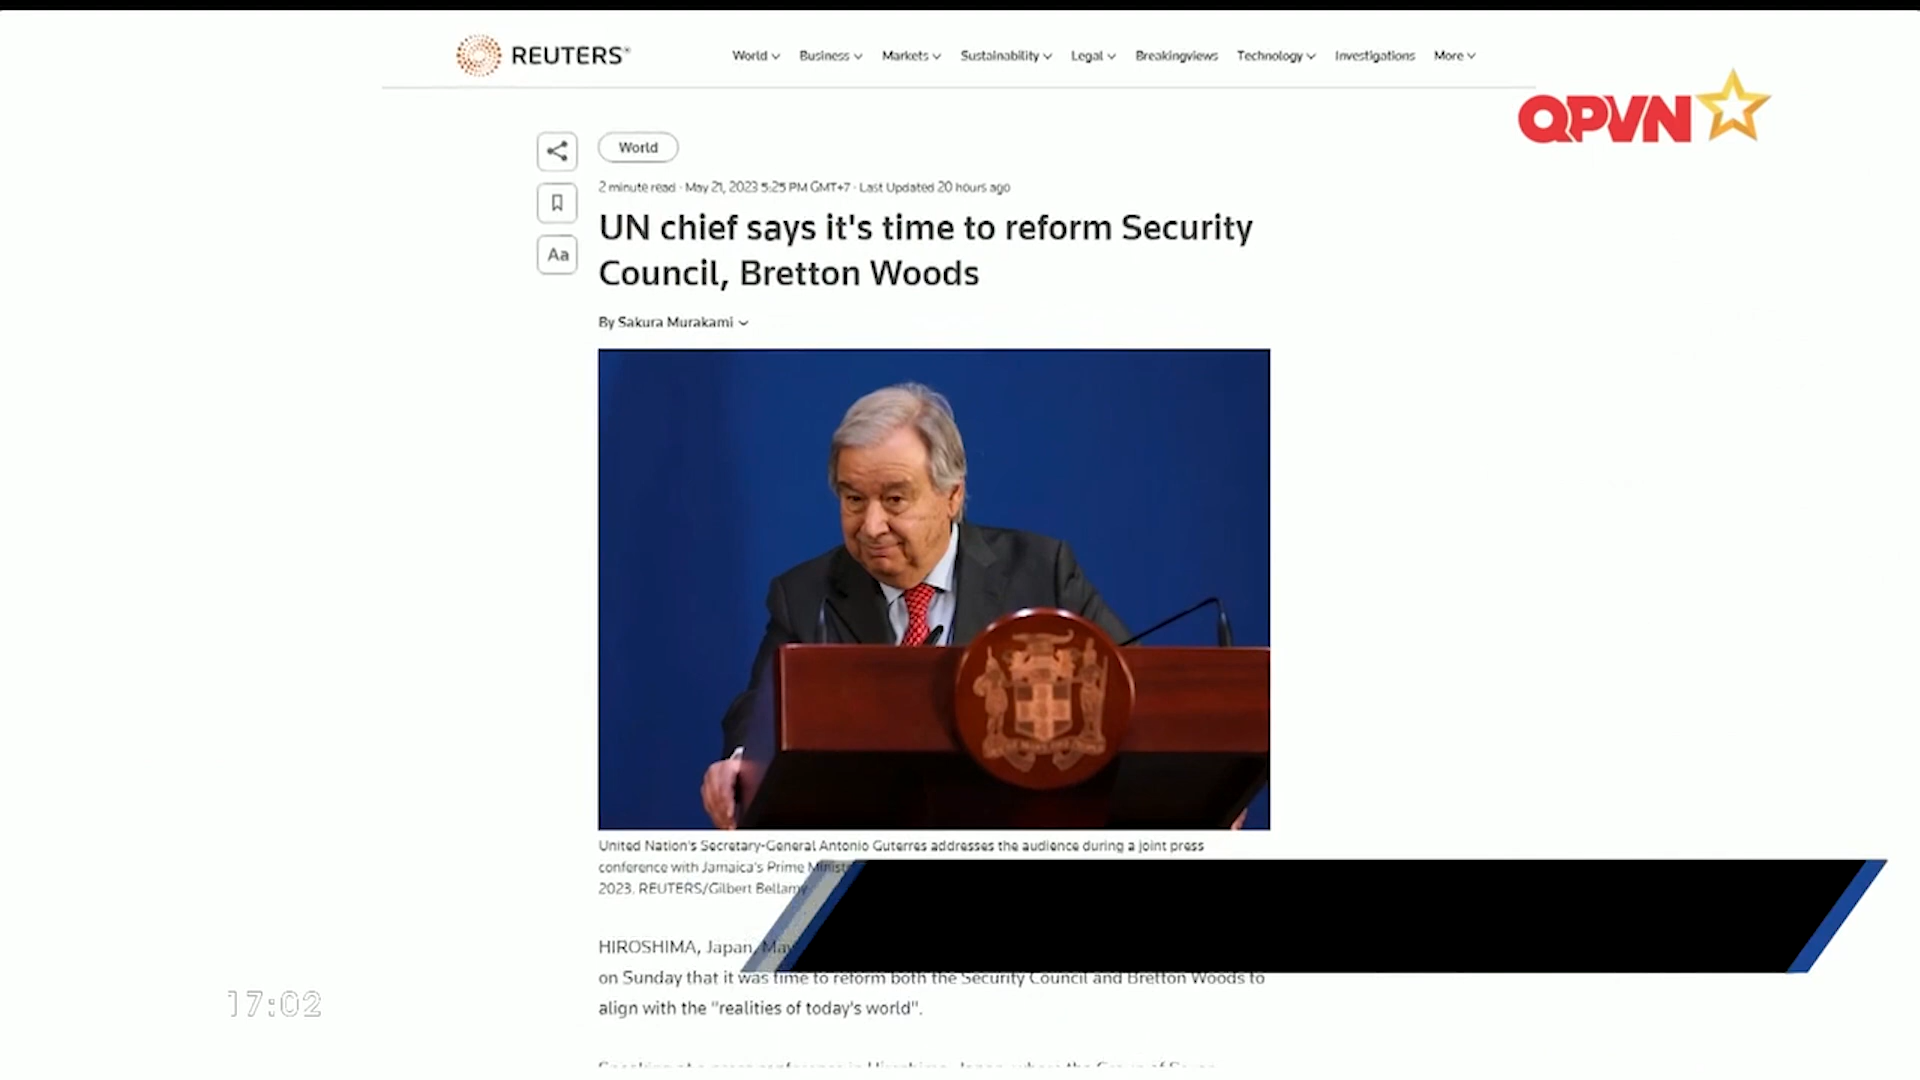 REUTERS®
World Business Markets Sustainability Legal Breakingviews Technology Investigations More
QPVN
World
2 minute read · May 21, 2023 5:25 PM GMT+7 · Last Updated 20 hours ago
Aa
UN chief says it's time to reform Security
Council, Bretton Woods
By Sakura Murakami
United Nation's Secretary-General Antonio Guterres addresses the audience during a joint press
conference with Jamaica's Prime
2023. REUTERS/Gilbert Bellamy
HIROSHIMA, Japan, May
on Sunday that it was time to reform both the Security Council and Bretton Woods to
align with the "realities of today's world".
17:02